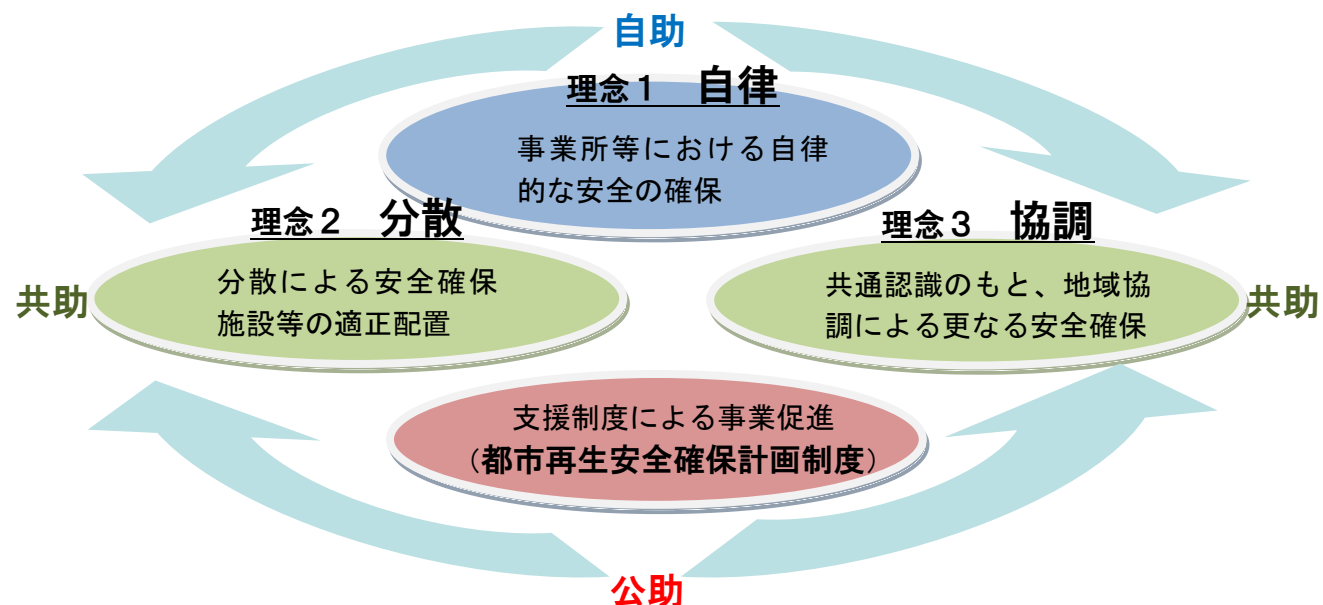 自助
理念１　自律
事業所等における自律
的な安全の確保
理念２　分散
分散による安全確保
施設等の適正配置
共助
理念３　協調
共通認識のもと、地域協
調による更なる安全確保
共助
支援制度による事業促進
（都市再生安全確保計画制度）
公助